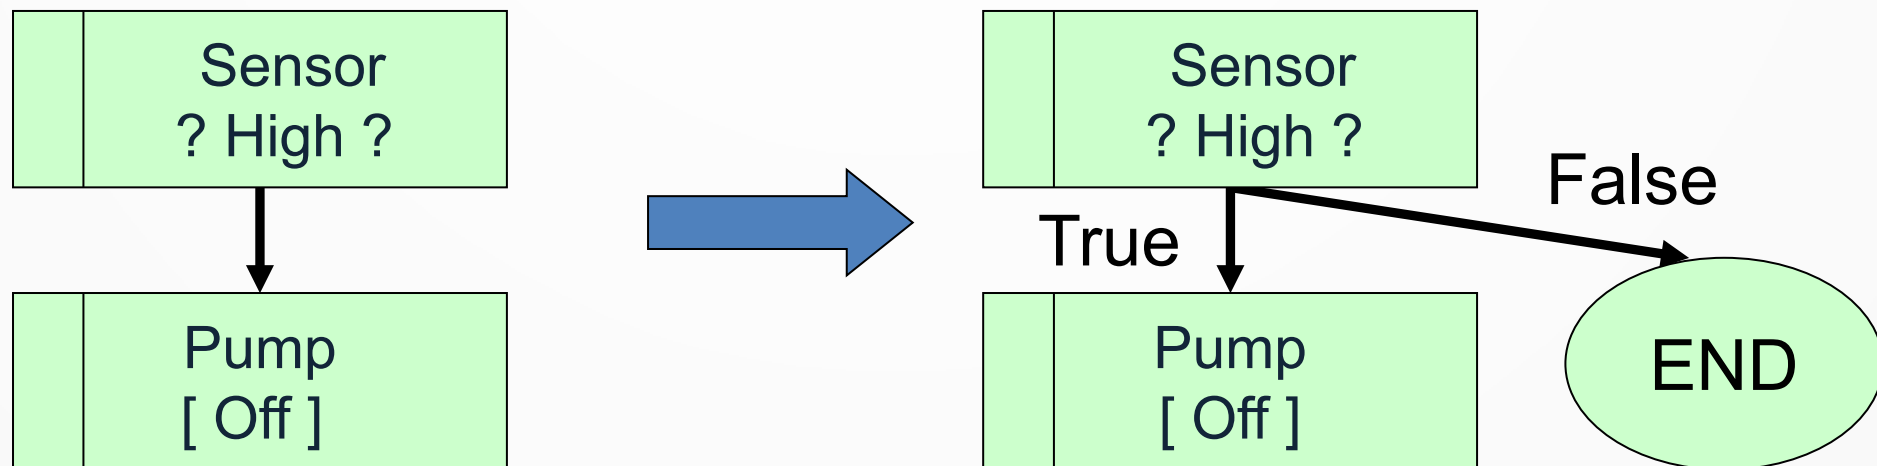 Sensor
? High ?
Pump
[ Off ]
Sensor
? High ?
True
False
Pump
[ Off ]
END